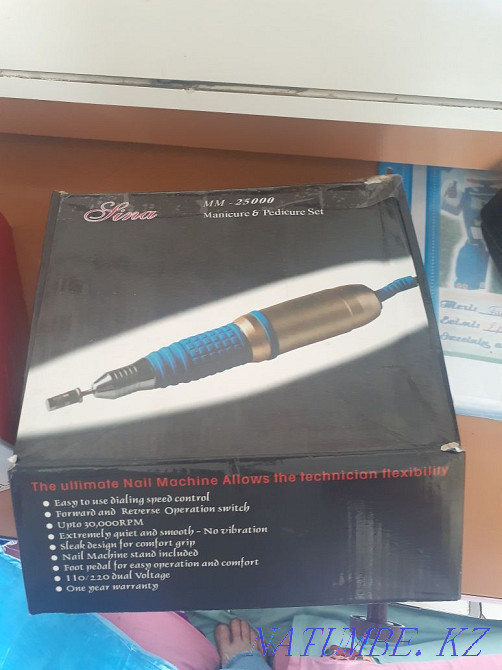 Sina
MM - 25000
Manicure & Pedicure Set
The ultimate Nail Machine Allows the technician flexibility
● Easy to use dialing speed control
● Forward and Reverse Operation switch
● Upto 30,000RPM
● Extremely quiet and smooth - No vibration
● Sleak design for comfort grip
● Nail Machine stand included
● Foot pedal for easy operation and comfort
● 110/220 dual Voltage
● One year warranty
VATUMBE. KZ